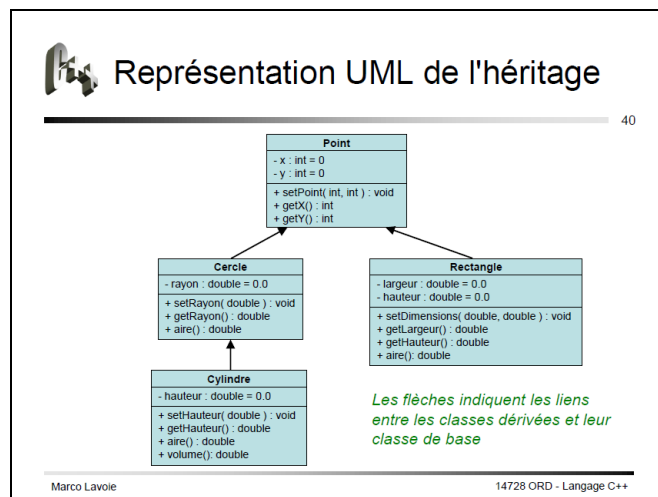 C++
Représentation UML de l'héritage
40
Point
- x : int = 0
- y : int = 0
+ setPoint( int, int ) : void
+ getX() : int
+ getY() : int
Cercle
- rayon : double = 0.0
+ setRayon( double ) : void
+ getRayon() : double
+ aire() : double
Rectangle
- largeur : double = 0.0
- hauteur : double = 0.0
+ setDimensions( double, double ) : void
+ getLargeur() : double
+ getHauteur() : double
+ aire(): double
Cylindre
- hauteur : double = 0.0
+ setHauteur( double ) : void
+ getHauteur() : double
+ aire() : double
+ volume(): double
Les flèches indiquent les liens
entre les classes dérivées et leur
classe de base
Marco Lavoie
14728 ORD - Langage C++